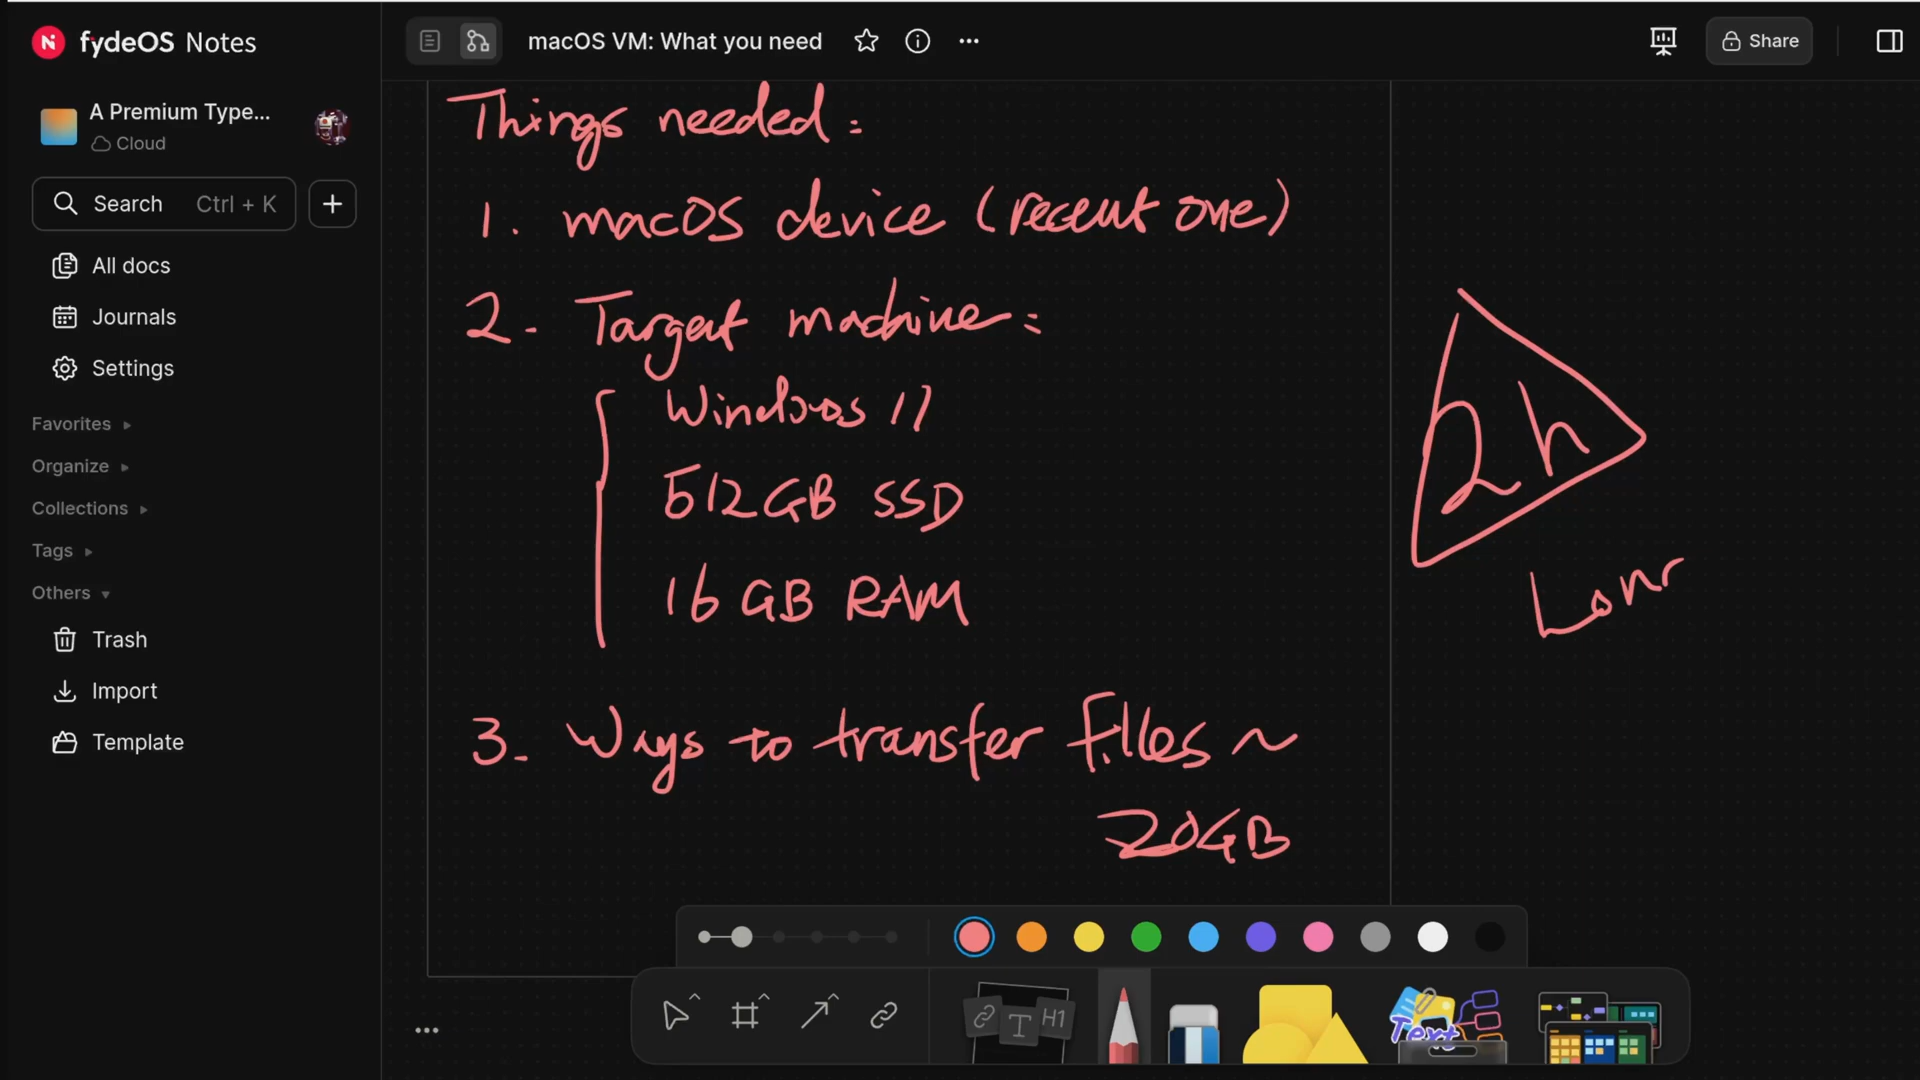 fydeOS Notes
macOS VM: What you need
Share
A Premium Type...
Cloud
Search Ctrl + K
All docs
Journals
Settings
Favorites
Organize
Collections
Tags
Others
Trash
Import
Template
Things needed:
1. macOS device (recent one)
2. Target machine:
Windows 11
512GB SSD
16 GB RAM
3. Ways to transfer files ~
20GB
2h
T H1
Text